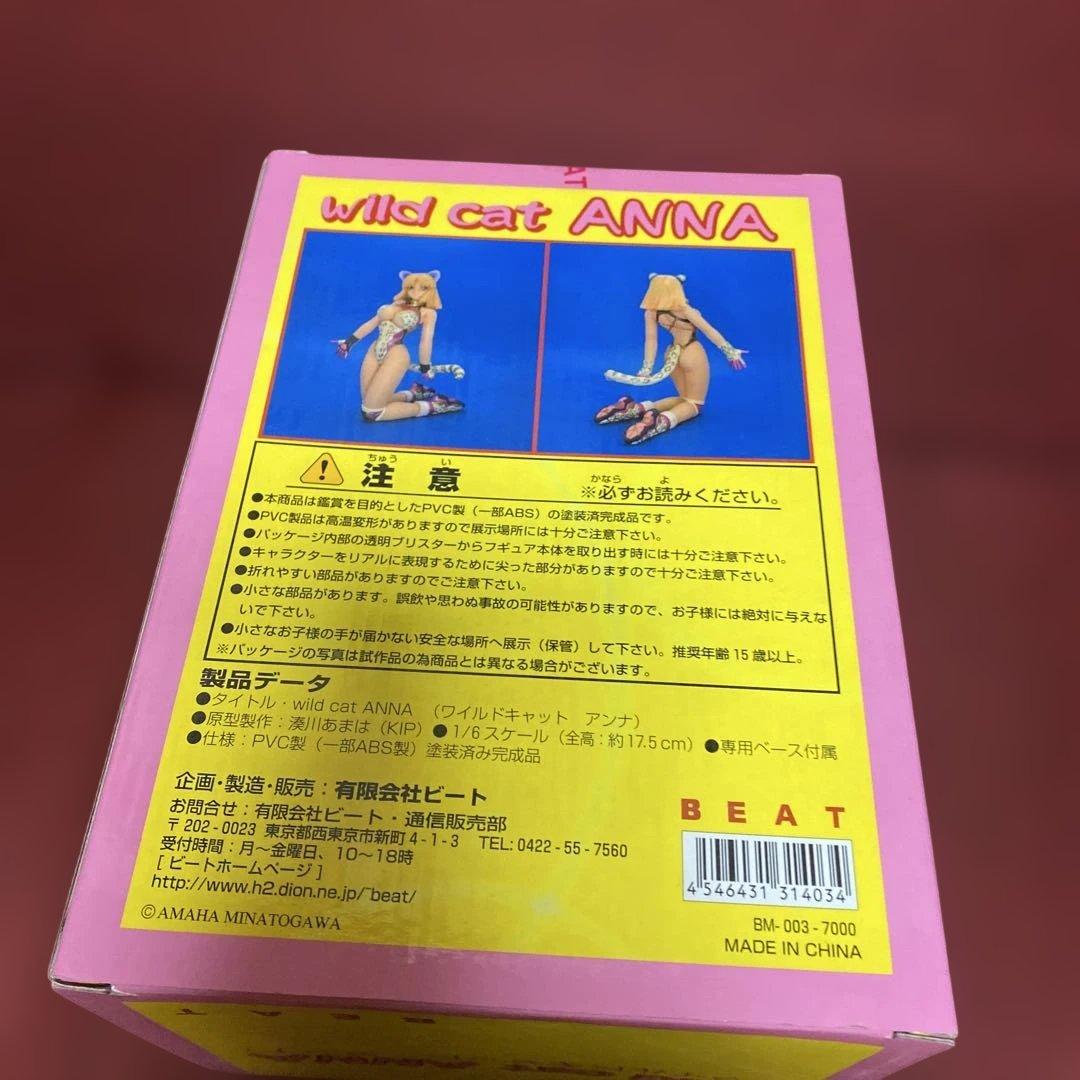 AT
wild cat ANNA
ちゅう い
注 意
かなら よ
※必ずお読みください。
●本商品は鑑賞を目的としたPVC製（一部ABS）の塗装済完成品です。
●PVC製品は高温変形がありますので展示場所には十分ご注意下さい。
●パッケージ内部の透明ブリスターからフギュア本体を取り出す時には十分ご注意下さい。
●キャラクターをリアルに表現するために尖った部分がありますので十分ご注意下さい。
●折れやすい部品がありますのでご注意下さい。
●小さな部品があります。誤飲や思わぬ事故の可能性がありますので、お子様には絶対に与えな
いで下さい。
●小さなお子様の手が届かない安全な場所へ展示（保管）して下さい。推奨年齢15歳以上。
※パッケージの写真は試作品の為商品とは異なる場合がございます。
製品データ
●タイトル・wild cat ANNA （ワイルドキャット アンナ）
●原型製作：湊川あまは（KIP）●1/6スケール（全高：約17.5cm）●専用ベース付属
●仕様：PVC製（一部ABS製）塗装済み完成品
企画・製造・販売：有限会社ビート
お問合せ：有限会社ビート・通信販売部
〒202-0023 東京都西東京市新町4-1-3 TEL: 0422-55-7560
受付時間：月〜金曜日、10〜18時
[ ビートホームページ ]
http://www.h2.dion.ne.jp/~beat/
©AMAHA MINATOGAWA
BEAT
4 546431 314034
BM-003-7000
MADE IN CHINA
BEAT